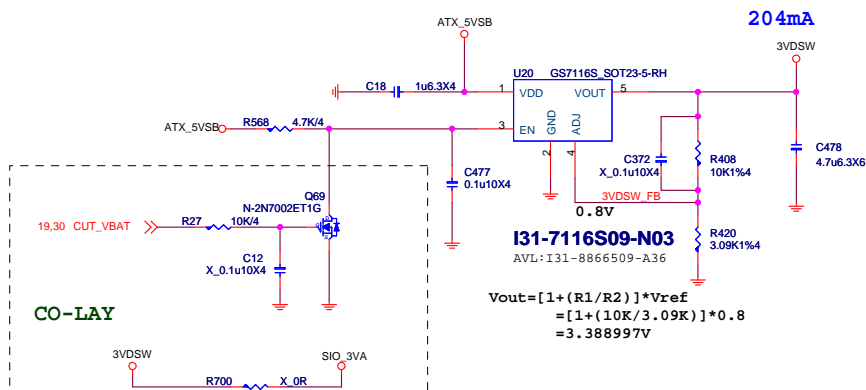 204mA
ATX_5VSB
3VDSW
U20 GS7116S_SOT23-5-RH
C18 1u6.3X4
1 VDD VOUT 5
ATX_5VSB R568 4.7K/4
3 EN GND ADJ
2 4
C477
0.1u10X4
C372
X_0.1u10X4
R408
10K1%4
C478
4.7u6.3X6
3VDSW_FB
0.8V
Q69
N-2N7002ET1G
19,30 CUT_VBAT R27 10K/4
C12
X_0.1u10X4
R420
3.09K1%4
I31-7116S09-N03
AVL:I31-8866509-A36
Vout=[1+(R1/R2)]*Vref
=[1+(10K/3.09K)]*0.8
=3.388997V
CO-LAY
3VDSW SIO_3VA
R700 X_0R